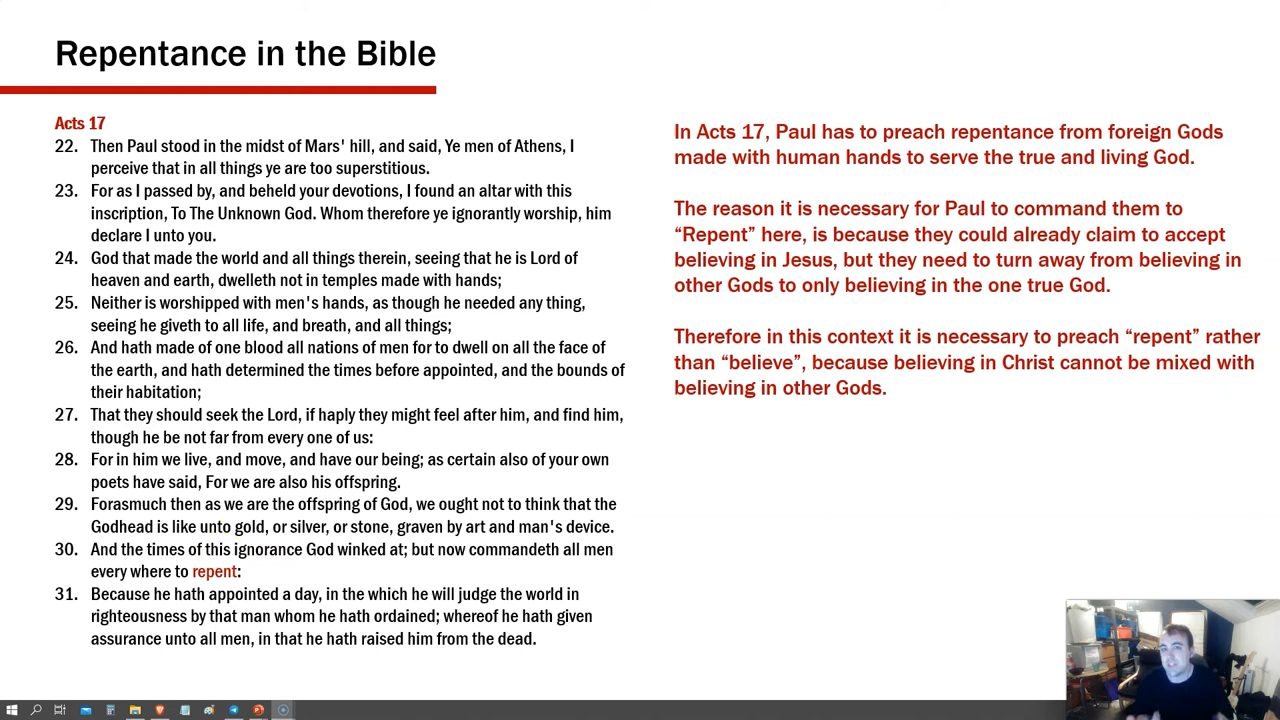 Repentance in the Bible
Acts 17
22. Then Paul stood in the midst of Mars' hill, and said, Ye men of Athens, I
perceive that in all things ye are too superstitious.
23. For as I passed by, and beheld your devotions, I found an altar with this
inscription, To The Unknown God. Whom therefore ye ignorantly worship, him
declare I unto you.
24. God that made the world and all things therein, seeing that he is Lord of
heaven and earth, dwelleth not in temples made with hands;
25. Neither is worshipped with men's hands, as though he needed any thing,
seeing he giveth to all life, and breath, and all things;
26. And hath made of one blood all nations of men for to dwell on all the face of
the earth, and hath determined the times before appointed, and the bounds of
their habitation;
27. That they should seek the Lord, if haply they might feel after him, and find him,
though he be not far from every one of us:
28. For in him we live, and move, and have our being; as certain also of your own
poets have said, For we are also his offspring.
29. Forasmuch then as we are the offspring of God, we ought not to think that the
Godhead is like unto gold, or silver, or stone, graven by art and man's device.
30. And the times of this ignorance God winked at; but now commandeth all men
every where to repent:
31. Because he hath appointed a day, in the which he will judge the world in
righteousness by that man whom he hath ordained; whereof he hath given
assurance unto all men, in that he hath raised him from the dead.
In Acts 17, Paul has to preach repentance from foreign Gods
made with human hands to serve the true and living God.
The reason it is necessary for Paul to command them to
“Repent” here, is because they could already claim to accept
believing in Jesus, but they need to turn away from believing in
other Gods to only believing in the one true God.
Therefore in this context it is necessary to preach “repent” rather
than “believe”, because believing in Christ cannot be mixed with
believing in other Gods.